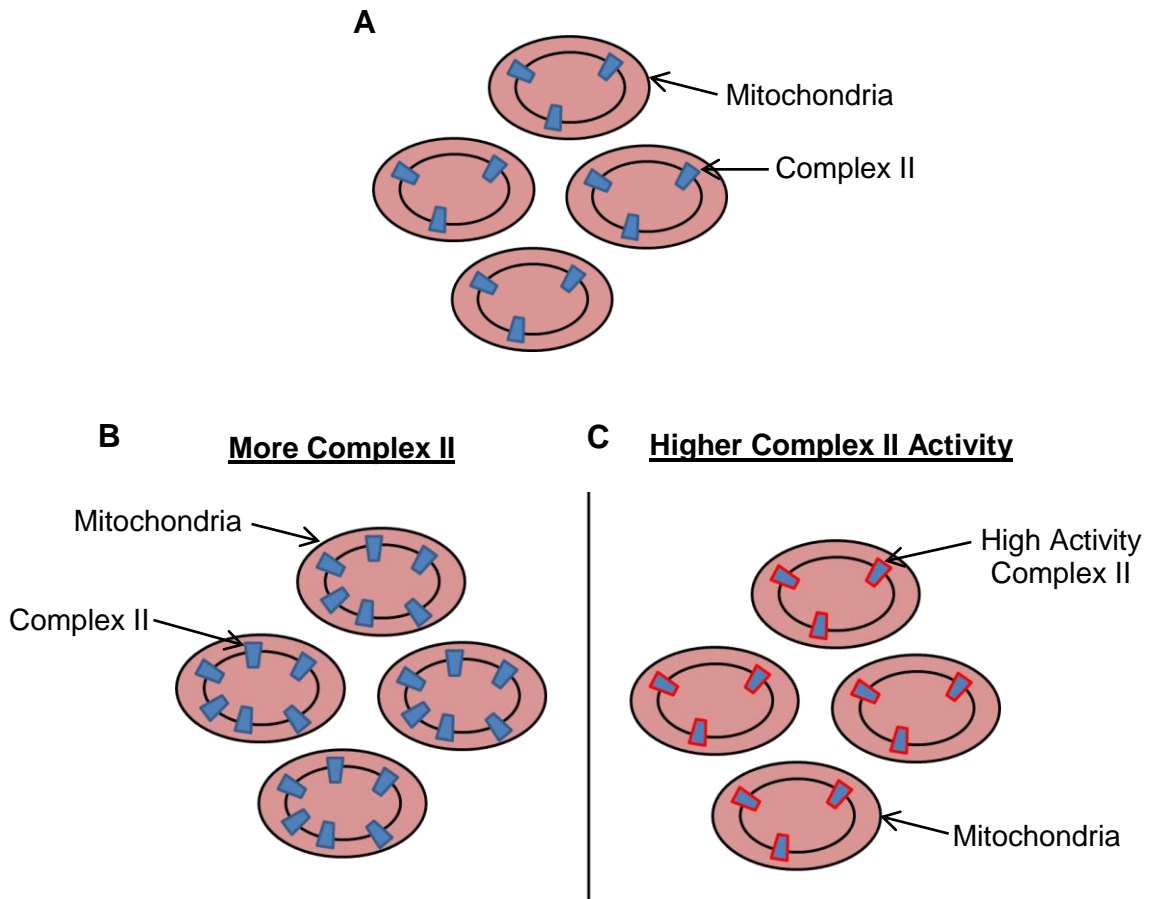 A
Mitochondria
Complex II
B
More Complex II
Mitochondria
Complex II
C
Higher Complex II Activity
High Activity
Complex II
Mitochondria